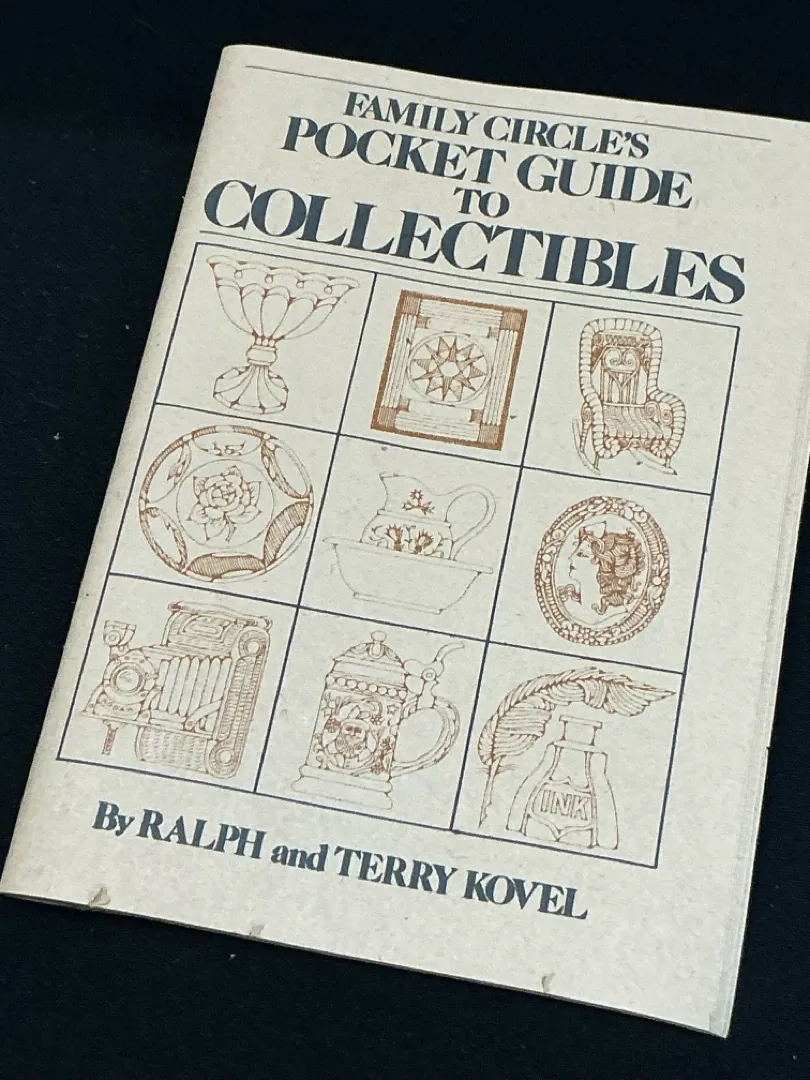 FAMILY CIRCLE'S
POCKET GUIDE
TO
COLLECTIBLES
INK
By RALPH and TERRY KOVEL